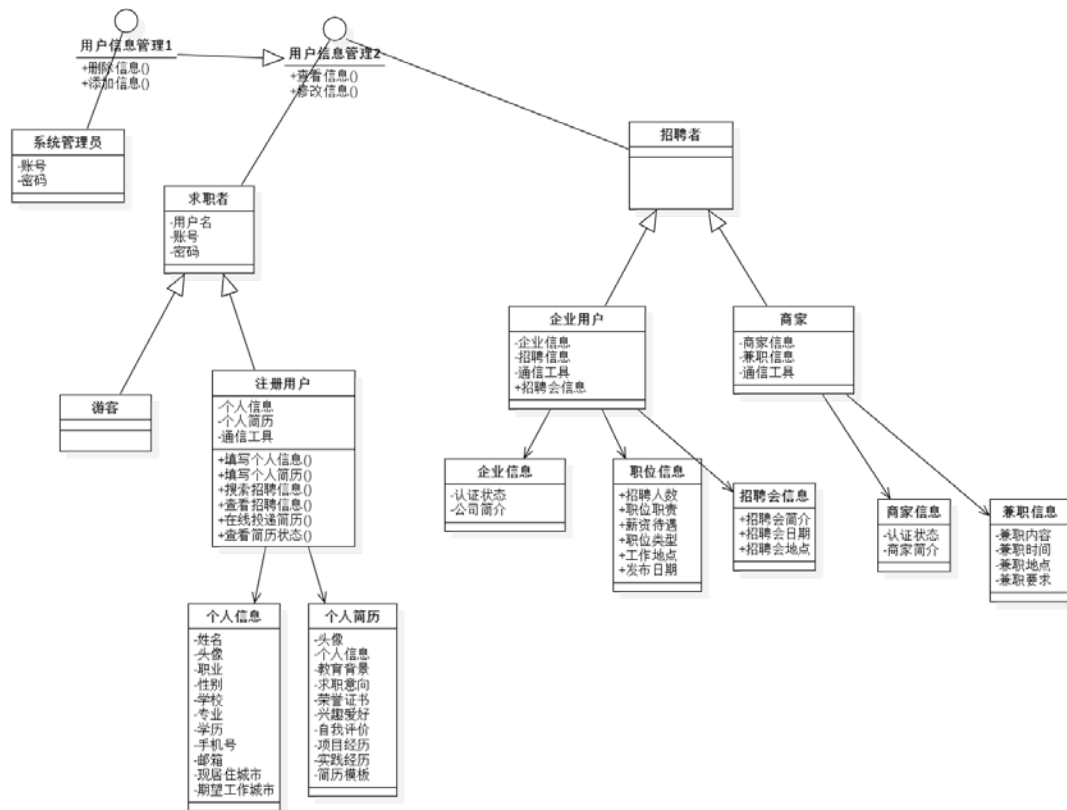 用户信息管理1
+删除信息()
+添加信息()
用户信息管理2
+查看信息()
+修改信息()
系统管理员
-账号
-密码
求职者
-用户名
-账号
-密码
招聘者
游客
注册用户
-个人信息
-个人简历
-通信工具
+填写个人信息()
+填写个人简历()
+搜索招聘信息()
+查看招聘信息()
+在线投递简历()
+查看简历状态()
企业用户
-企业信息
-招聘信息
-通信工具
+招聘会信息
商家
-商家信息
-兼职信息
-通信工具
企业信息
-认证状态
-公司简介
职位信息
+招聘人数
+职位职责
+薪资待遇
+职位类型
+工作地点
+发布日期
招聘会信息
+招聘会简介
+招聘会日期
+招聘会地点
商家信息
-认证状态
-商家简介
兼职信息
-兼职内容
-兼职时间
-兼职地点
-兼职要求
个人信息
-姓名
-头像
-职业
-性别
-学校
-专业
-学历
-手机号
-邮箱
-现居住城市
-期望工作城市
个人简历
-头像
-个人信息
-教育背景
-求职意向
-荣誉证书
-兴趣爱好
-自我评价
-项目经历
-实践经历
-简历模板